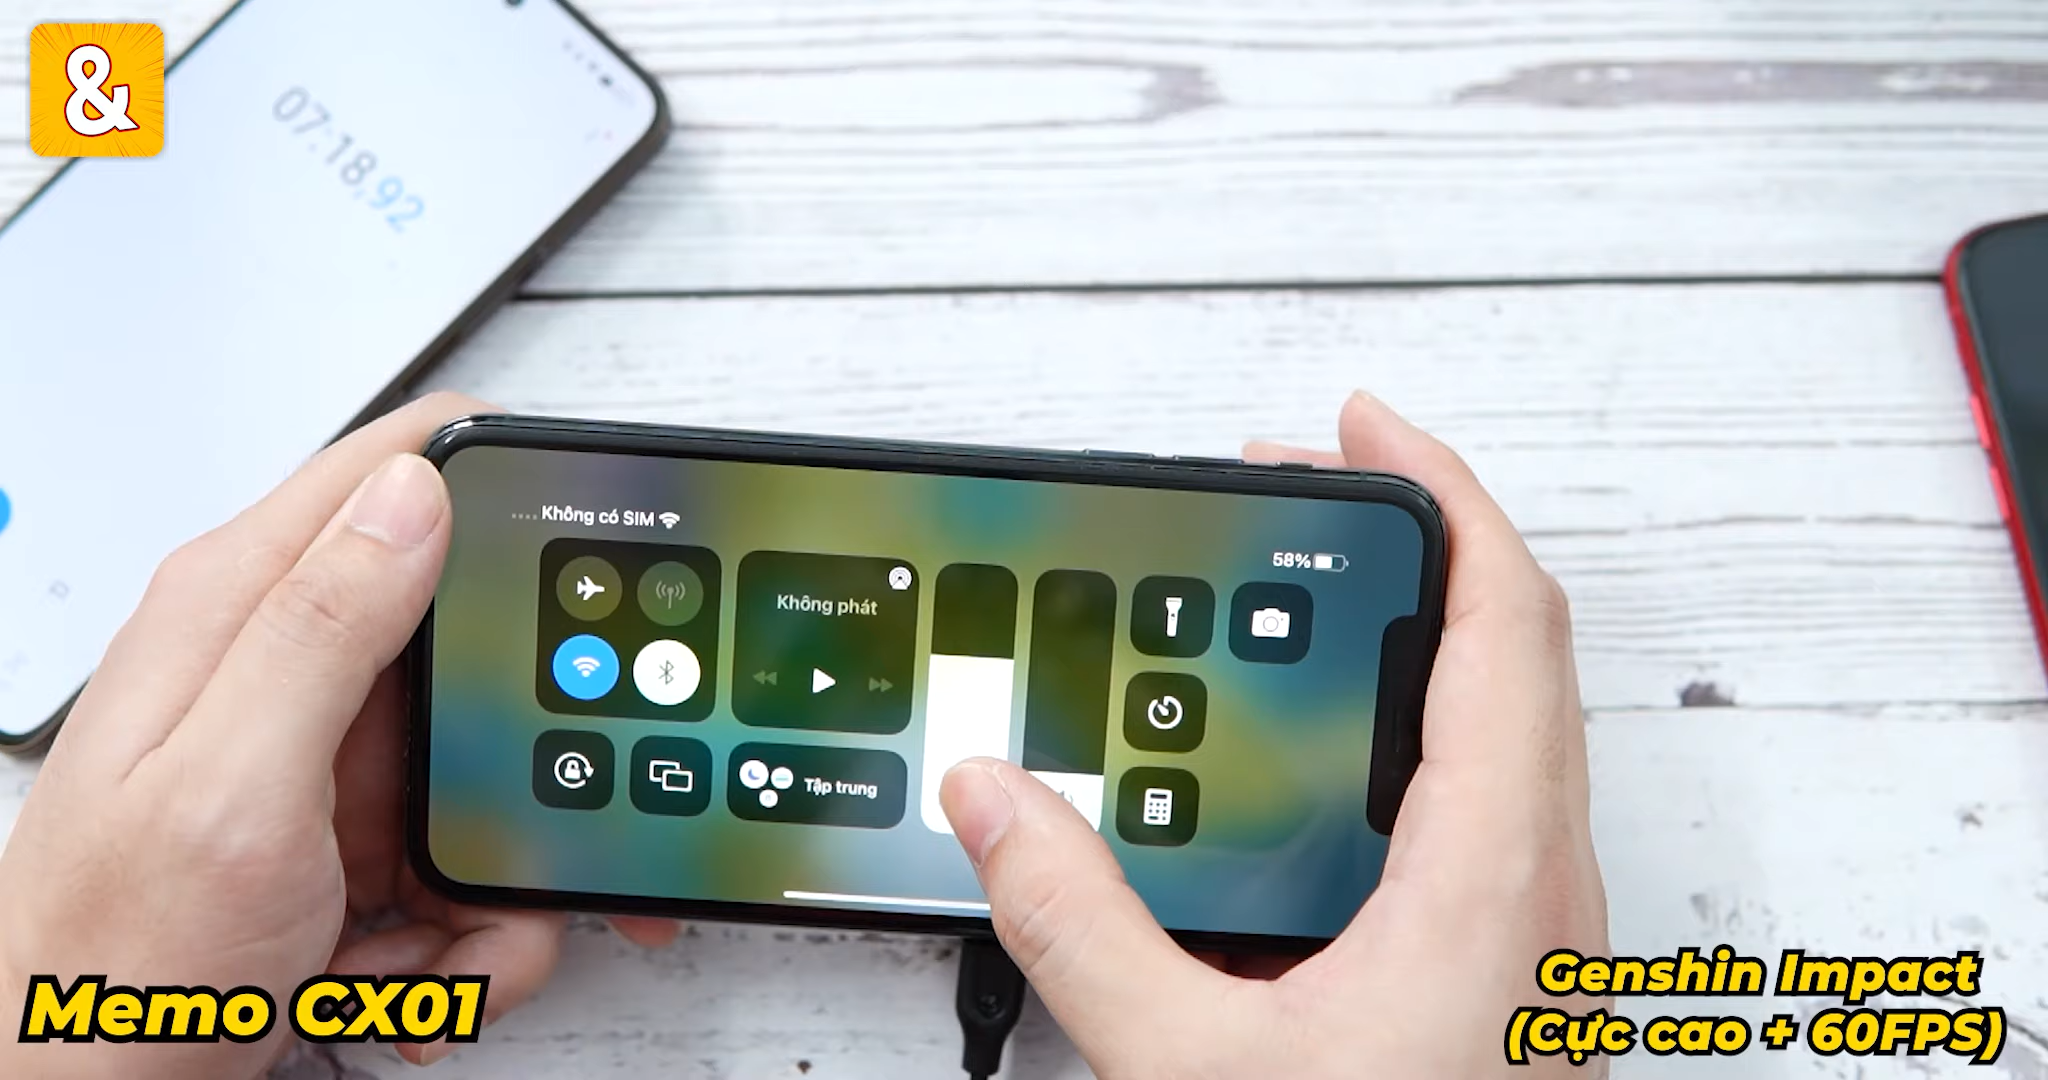 &
07:18,92
Không có SIM
58%
Không phát
Tập trung
Memo CX01
Genshin Impact
(Cực cao + 60FPS)